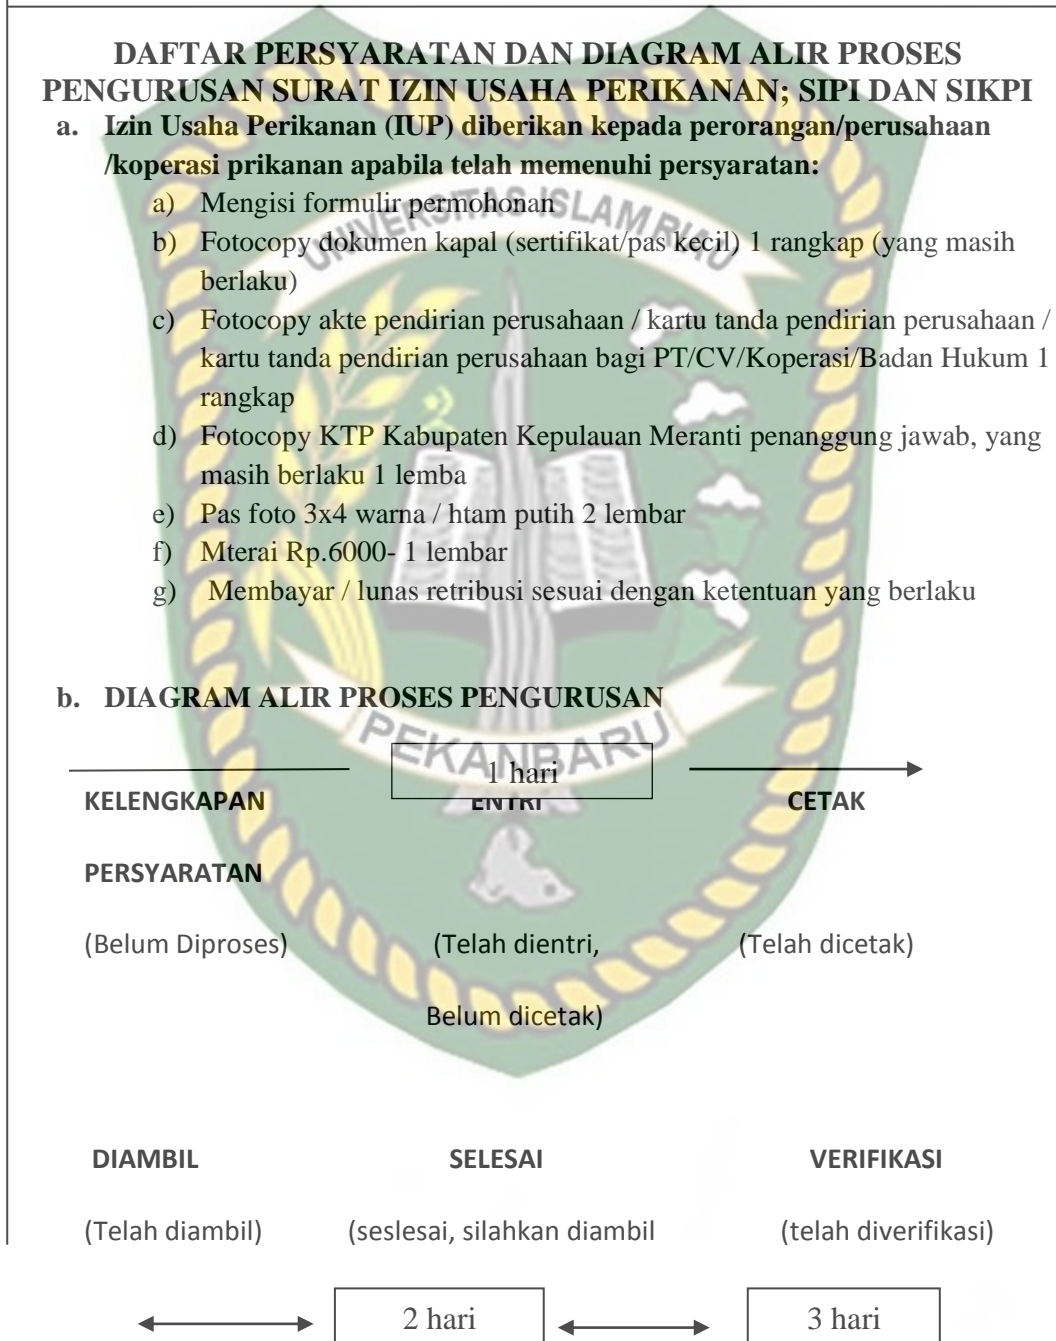 DAFTAR PERSYARATAN DAN DIAGRAM ALIR PROSES
PENGURUSAN SURAT IZIN USAHA PERIKANAN; SIPI DAN SIKPI
a. Izin Usaha Perikanan (IUP) diberikan kepada perorangan/perusahaan
/koperasi prikanan apabila telah memenuhi persyaratan:
a) Mengisi formulir permohonan
UNIVERSITAS ISLAM RIAU
b) Fotocopy dokumen kapal (sertifikat/pas kecil) 1 rangkap (yang masih
berlaku)
c) Fotocopy akte pendirian perusahaan / kartu tanda pendirian perusahaan /
kartu tanda pendirian perusahaan bagi PT/CV/Koperasi/Badan Hukum 1
rangkap
d) Fotocopy KTP Kabupaten Kepulauan Meranti penanggung jawab, yang
masih berlaku 1 lemba
e) Pas foto 3x4 warna / htam putih 2 lembar
f) Mterai Rp.6000- 1 lembar
g) Membayar / lunas retribusi sesuai dengan ketentuan yang berlaku
b. DIAGRAM ALIR PROSES PENGURUSAN
PEKANBARU
1 hari
KELENGKAPAN ENTRI CETAK
PERSYARATAN
(Belum Diproses) (Telah dientri, (Telah dicetak)
Belum dicetak)
DIAMBIL SELESAI VERIFIKASI
(Telah diambil) (seslesai, silahkan diambil (telah diverifikasi)
2 hari 3 hari